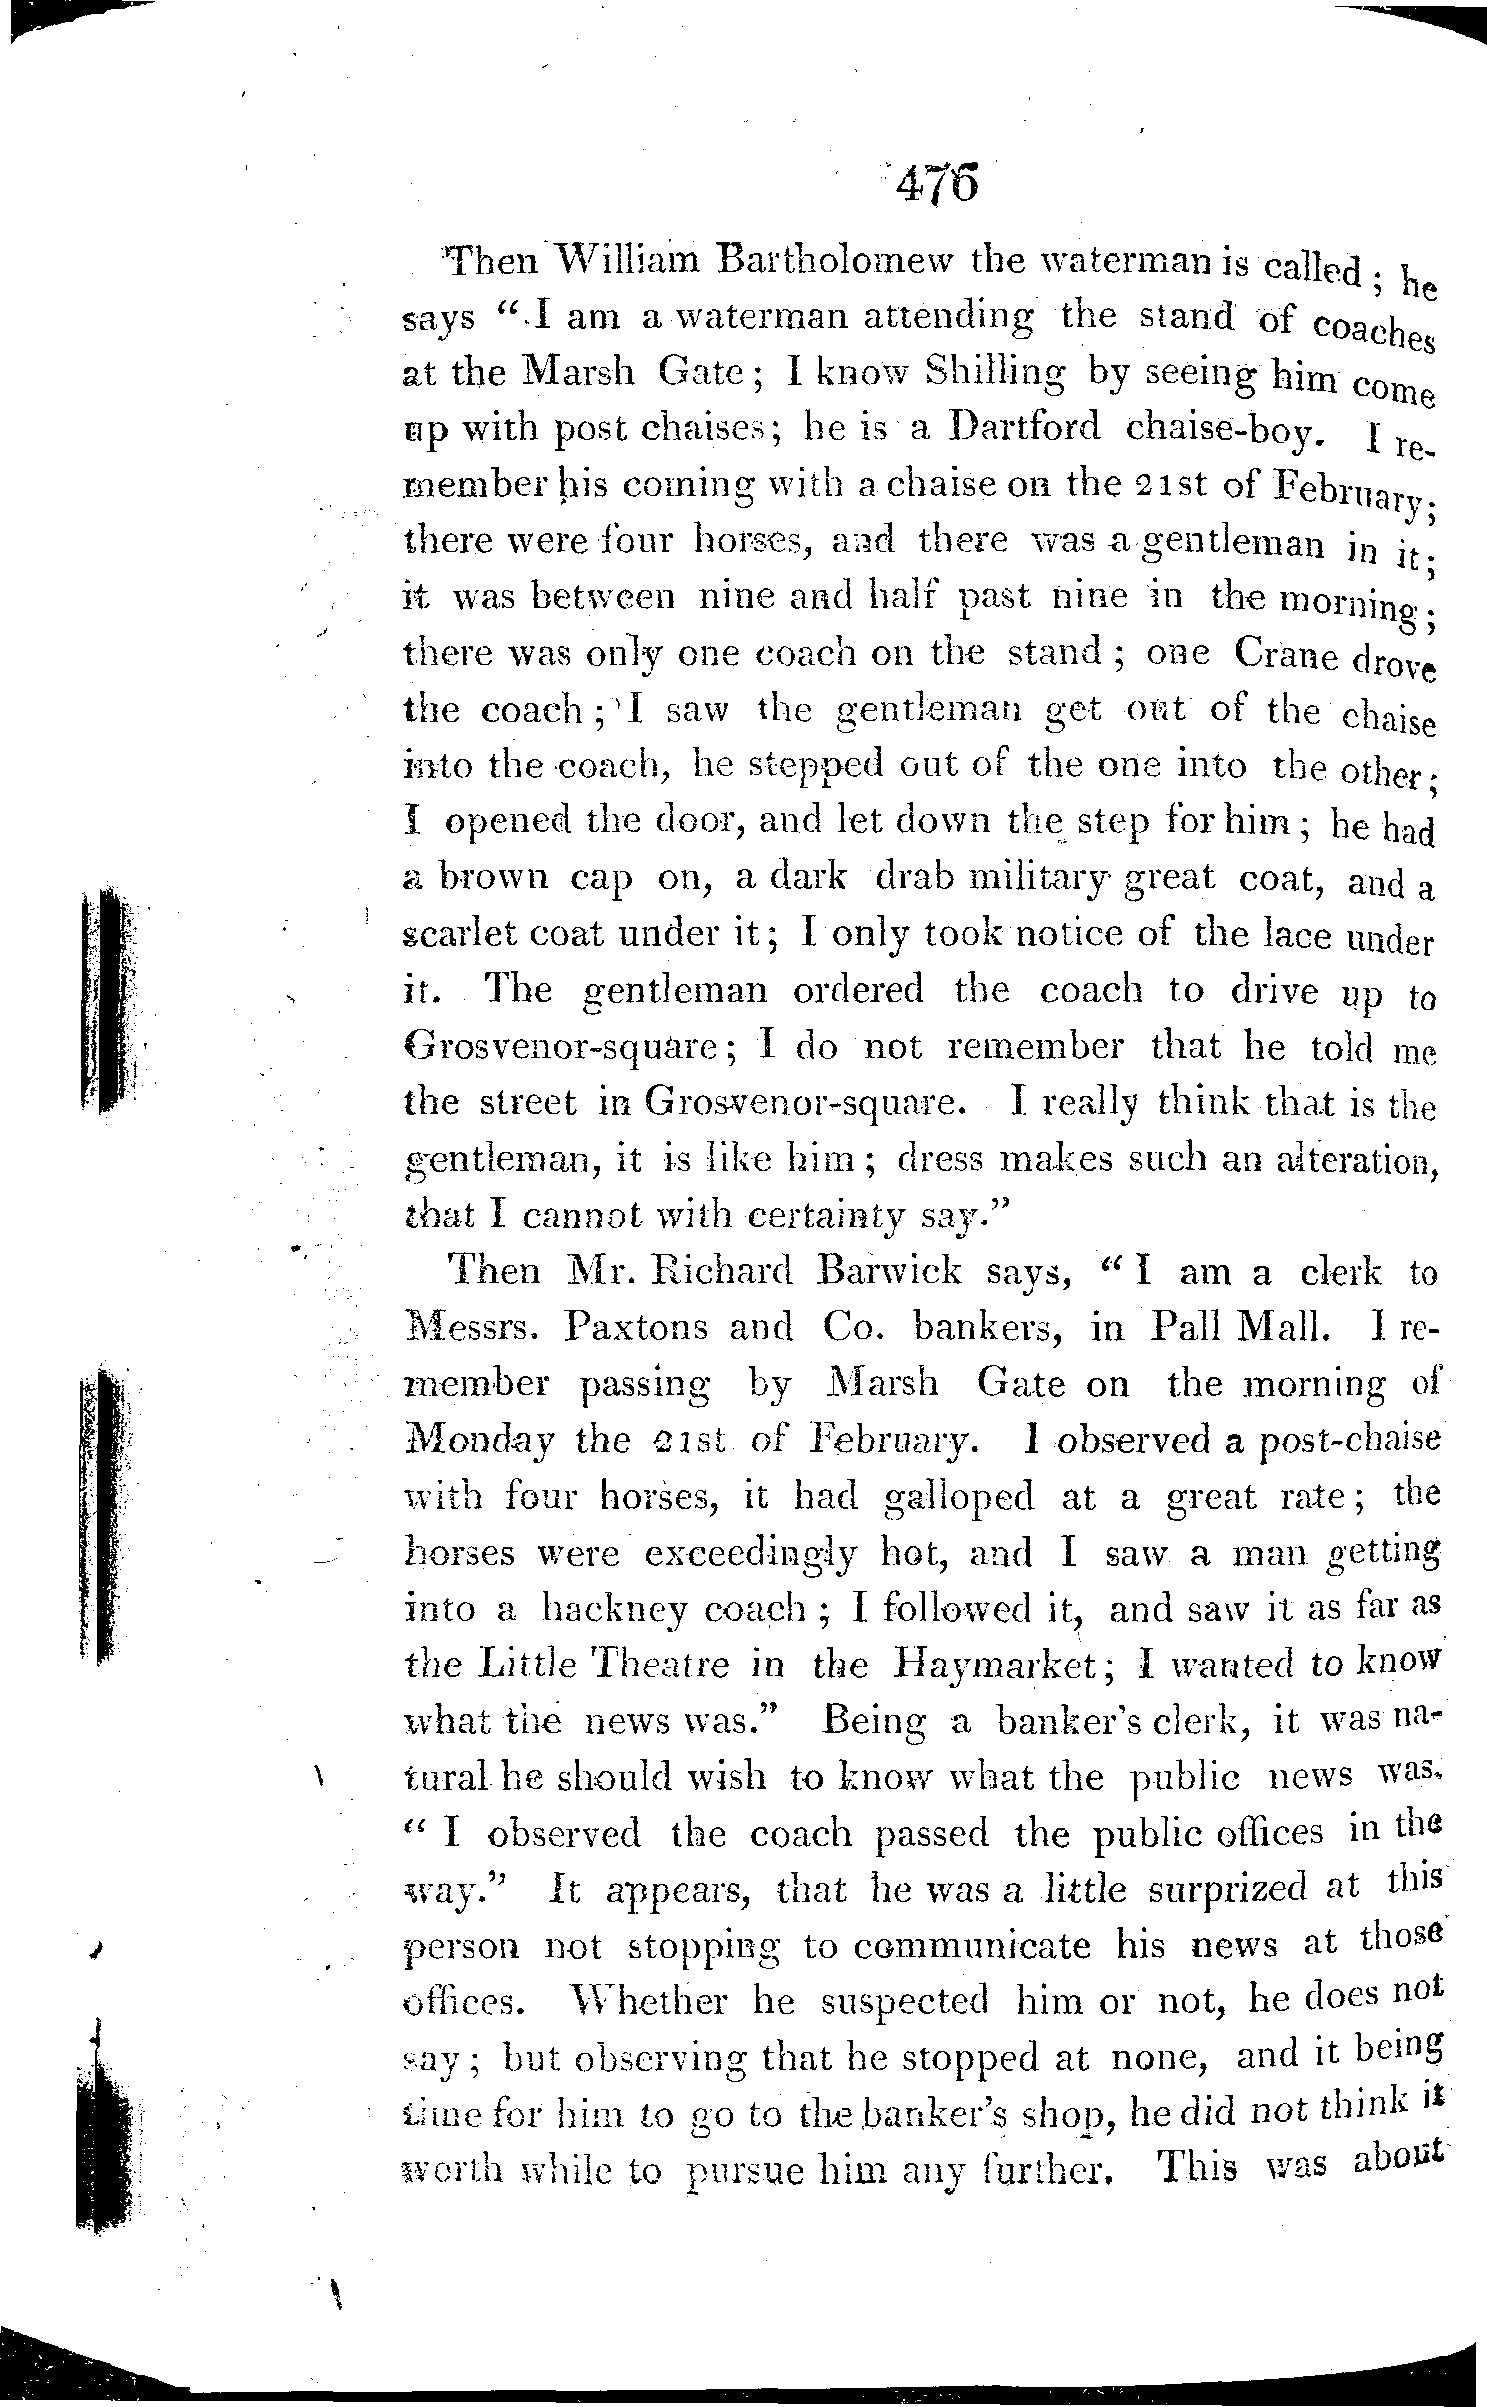 476
Then William Bartholomew the waterman is called; he
says "I am a waterman attending the stand of coaches
at the Marsh Gate; I know Shilling by seeing him come
up with post chaises; he is a Dartford chaise-boy. I re-
member his coming with a chaise on the 21st of February;
there were four horses, and there was a gentleman in it;
it was between nine and half past nine in the morning;
there was only one coach on the stand; one Crane drove
the coach; I saw the gentleman get out of the chaise
into the coach, he stepped out of the one into the other;
I opened the door, and let down the step for him; he had
a brown cap on, a dark drab military great coat, and a
scarlet coat under it; I only took notice of the lace under
it. The gentleman ordered the coach to drive up to
Grosvenor-square; I do not remember that he told me
the street in Grosvenor-square. I really think that is the
gentleman, it is like him; dress makes such an alteration,
that I cannot with certainty say."
Then Mr. Richard Barwick says, "I am a clerk to
Messrs. Paxtons and Co. bankers, in Pall Mall. I re-
member passing by Marsh Gate on the morning of
Monday the 21st of February. I observed a post-chaise
with four horses, it had galloped at a great rate; the
horses were exceedingly hot, and I saw a man getting
into a hackney coach; I followed it, and saw it as far as
the Little Theatre in the Haymarket; I wanted to know
what the news was." Being a banker's clerk, it was na-
tural he should wish to know what the public news was.
"I observed the coach passed the public offices in the
way." It appears, that he was a little surprized at this
person not stopping to communicate his news at those
offices. Whether he suspected him or not, he does not
say; but observing that he stopped at none, and it being
time for him to go to the banker's shop, he did not think it
worth while to pursue him any further. This was about